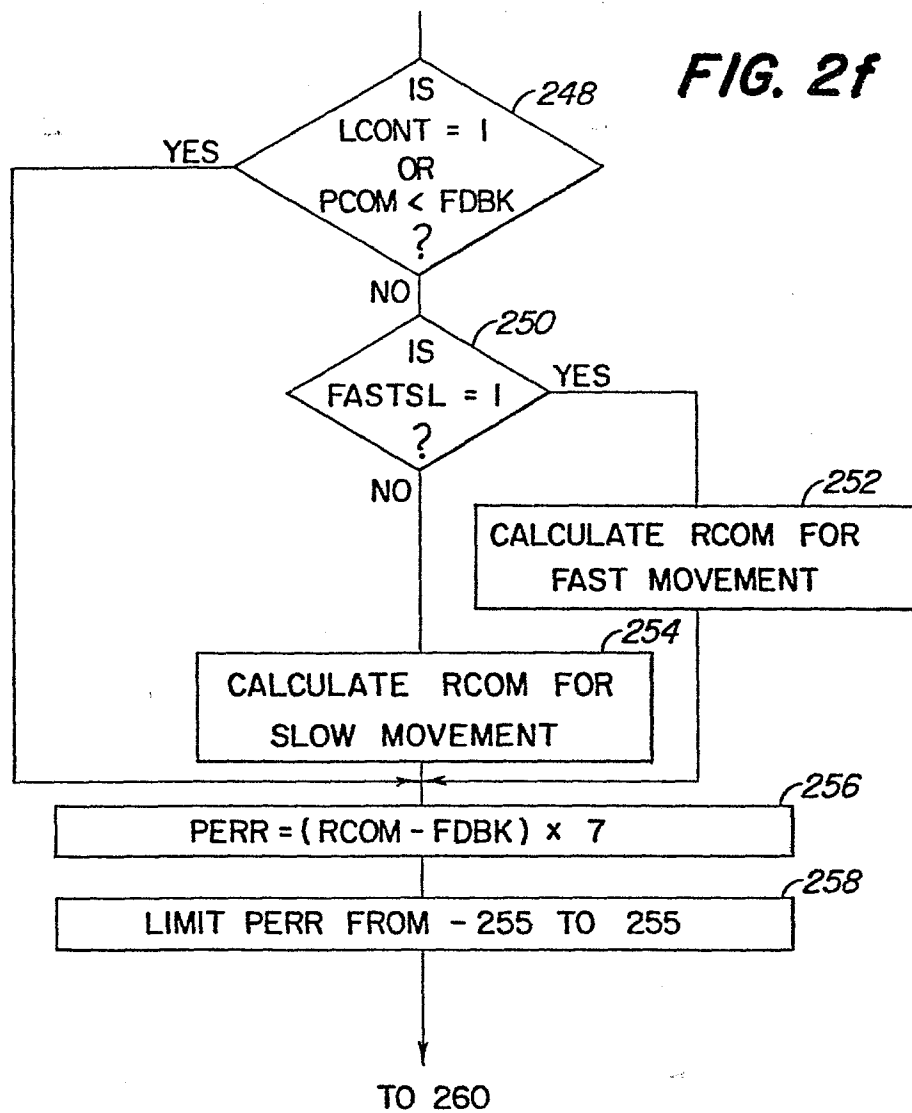 FIG. 2f
248
IS
LCONT = 1
OR
PCOM < FDBK
?
YES
NO
250
IS
FASTSL = 1
?
YES
NO
252
CALCULATE RCOM FOR
FAST MOVEMENT
254
CALCULATE RCOM FOR
SLOW MOVEMENT
256
PERR = (RCOM - FDBK) x 7
258
LIMIT PERR FROM - 255 TO 255
TO 260